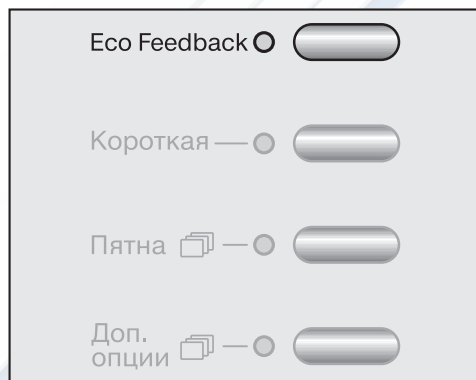 Eco Feedback
Короткая
Пятна
Доп.
опции